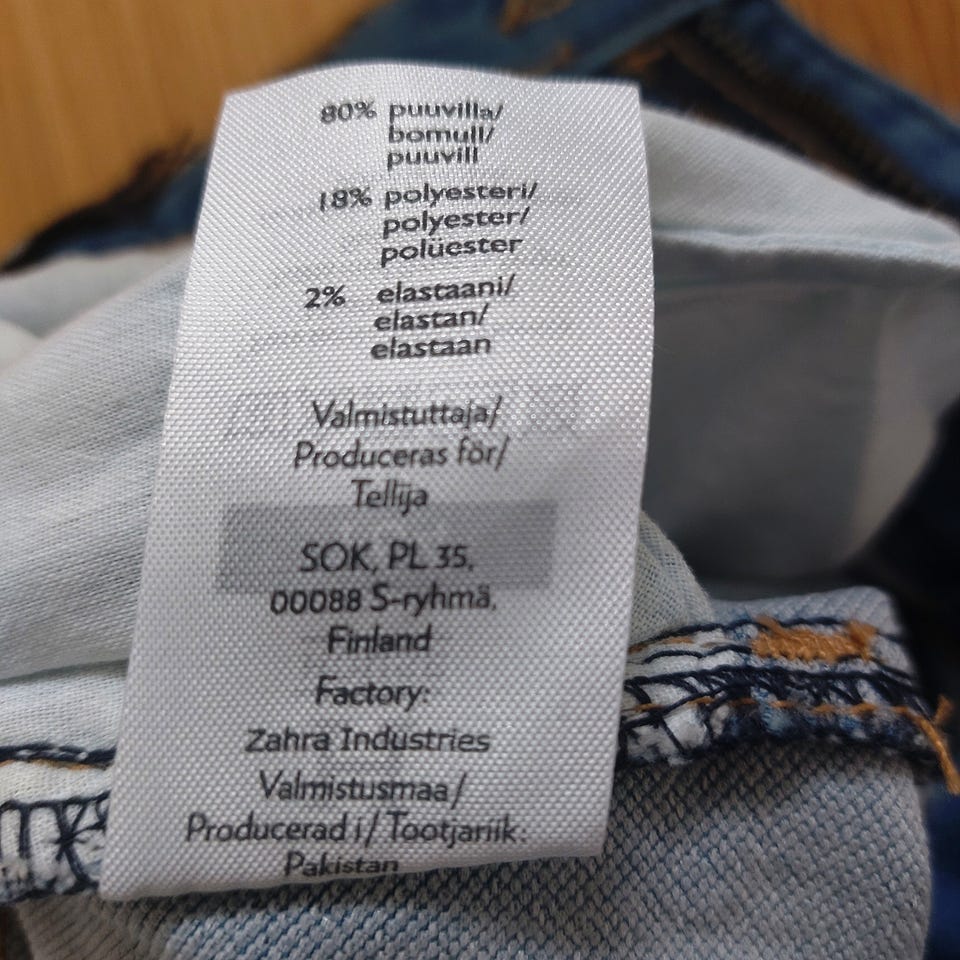 80% puuvilla/
bomull/
puuvill
18% polyesteri/
polyester/
polüester
2% elastaani/
elastan/
elastaan
Valmistuttaja/
Produceras för/
Tellija
SOK, PL 35,
00088 S-ryhmä,
Finland
Factory:
Zahra Industries
Valmistusmaa/
Producerad i/ Tootjariik:
Pakistan